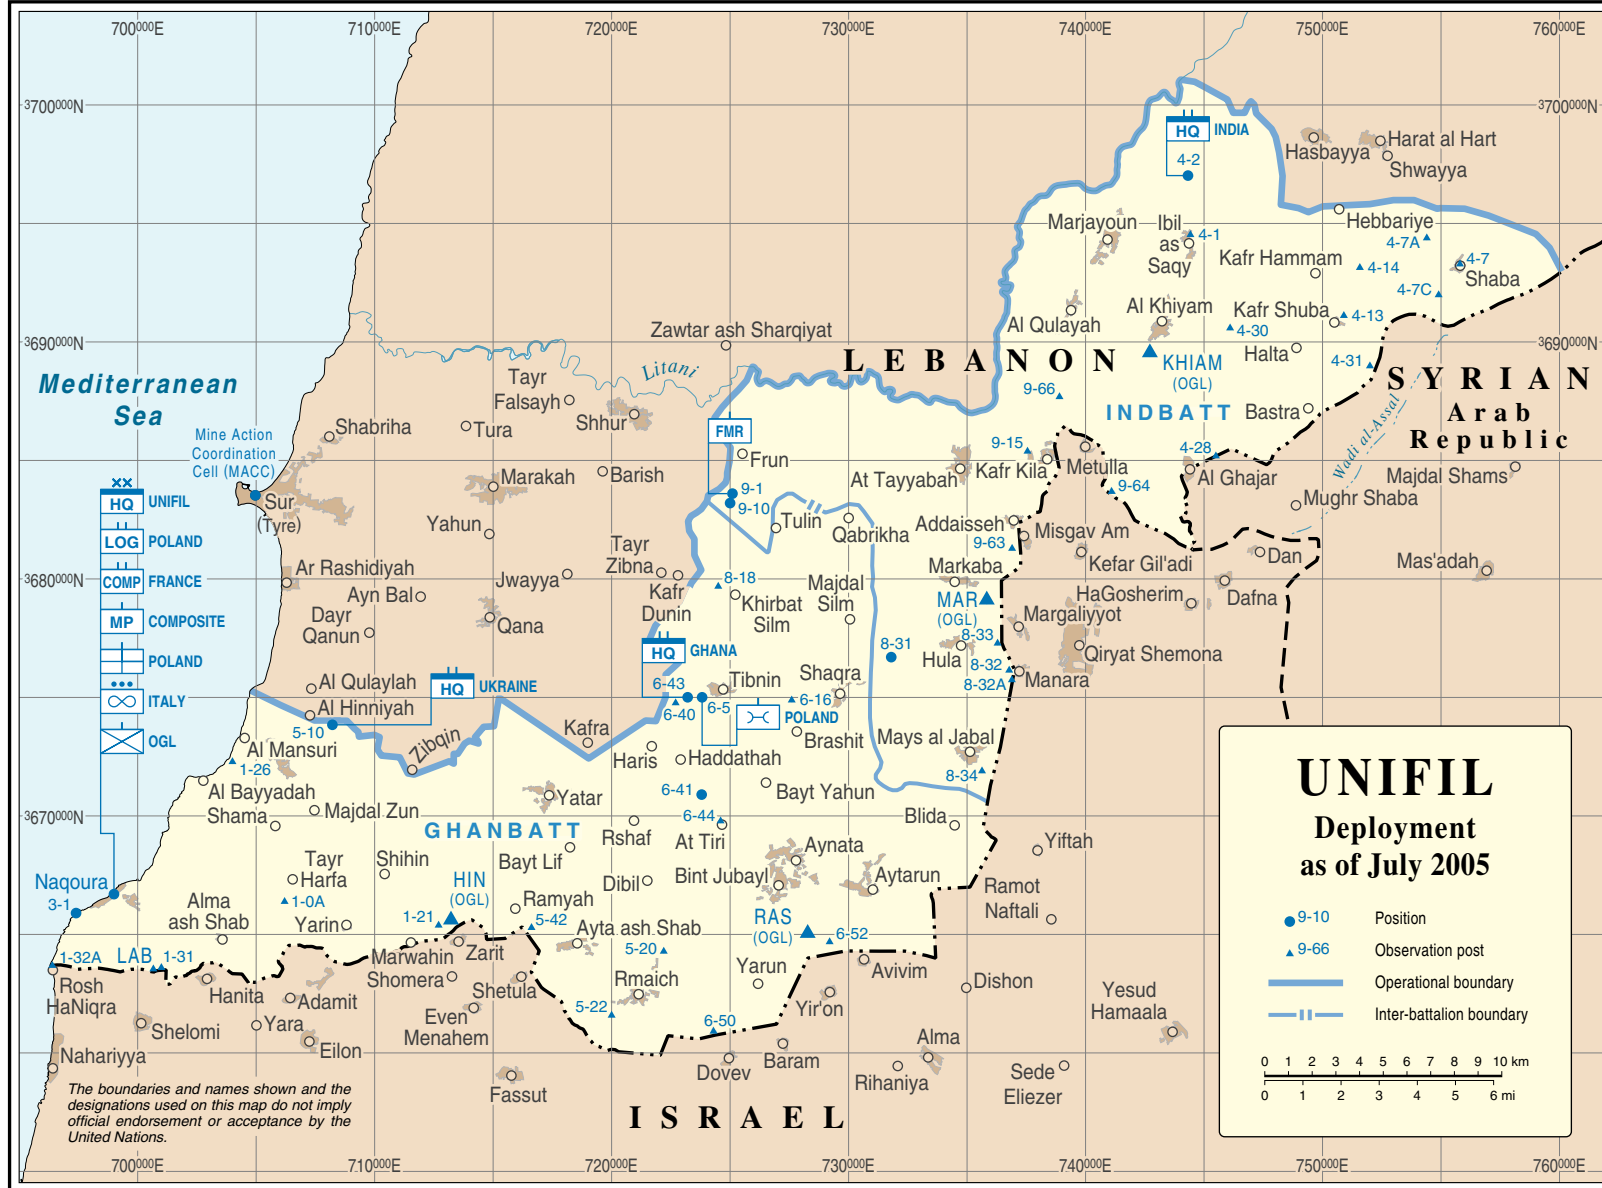 700000E
710000E
720000E
730000E
740000E
750000E
760000E
3700000N
3700000N
HQ INDIA
4-2
Hasbayya
Harat al Hart
Shwayya
Marjayoun
Ibil
as
Saqy
4-1
Hebbariye
4-7A
Kafr Hammam
4-14
4-7
Shaba
4-7C
Al Qulayah
Al Khiyam
Kafr Shuba
4-13
4-30
Halta
4-31
Zawtar ash Sharqiyat
3690000N
3690000N
LEBANON
KHIAM
(OGL)
SYRIAN
Arab
Republic
Mediterranean
Sea
Litani
Tayr
Falsayh
Shhur
9-66
INDBATT
Bastra
Wadi al-Assal
Mine Action
Coordination
Cell (MACC)
Shabriha
Tura
FMR
Frun
9-15
4-28
At Tayyabah
Kafr Kila
Metulla
Al Ghajar
Majdal Shams
Marakah
Barish
9-1
9-10
9-64
Mughr Shaba
HQ UNIFIL
Sur
(Tyre)
LOG POLAND
Yahun
Tulin
Qabrikha
Addaisseh
Misgav Am
9-63
Dan
Mas'adah
COMP FRANCE
Ar Rashidiyah
Tayr
Zibna
Jwayya
Kafr
Dunin
Markaba
Kefar Gil'adi
3680000N
3680000N
Ayn Bal
8-18
Khirbat
Silm
Majdal
Silm
MAR
(OGL)
HaGosherim
Dafna
MP COMPOSITE
Dayr
Qanun
Qana
Margaliyyot
POLAND
HQ GHANA
8-31
8-33
Hula
Qiryat Shemona
ITALY
Al Qulaylah
HQ UKRAINE
6-43
Tibnin
Shaqra
8-32
8-32A
Manara
Al Hinniyah
6-40
6-5
6-16
POLAND
OGL
5-10
Al Mansuri
Zibqin
Kafra
Haris
Haddathah
Brashit
Mays al Jabal
1-26
8-34
Al Bayyadah
Yatar
6-41
Bayt Yahun
Shama
Majdal Zun
3670000N
GHANBATT
Rshaf
6-44
At Tiri
Blida
Shihin
Bayt Lif
Aynata
Yiftah
Tayr
Harfa
HIN
(OGL)
Dibil
Bint Jubayl
Aytarun
Ramot
Naftali
Naqoura
3-1
Alma
ash Shab
1-0A
Yarin
1-21
Ramyah
5-42
Ayta ash Shab
RAS
(OGL)
6-52
1-32A
LAB
1-31
Marwahin
Zarit
5-20
Yarun
Avivim
Rosh
HaNiqra
Hanita
Adamit
Shomera
Shetula
Rmaich
Yir'on
Dishon
Yesud
Hamaala
Shelomi
Yara
Even
Menahem
5-22
6-50
Nahariyya
Eilon
Fassut
Dovev
Baram
Rihaniya
Alma
Sede
Eliezer
ISRAEL
The boundaries and names shown and the
designations used on this map do not imply
official endorsement or acceptance by the
United Nations.
UNIFIL
Deployment
as of July 2005
9-10 Position
9-66 Observation post
Operational boundary
Inter-battalion boundary
0 1 2 3 4 5 6 7 8 9 10 km
0 1 2 3 4 5 6 mi
700000E
710000E
720000E
730000E
740000E
750000E
760000E